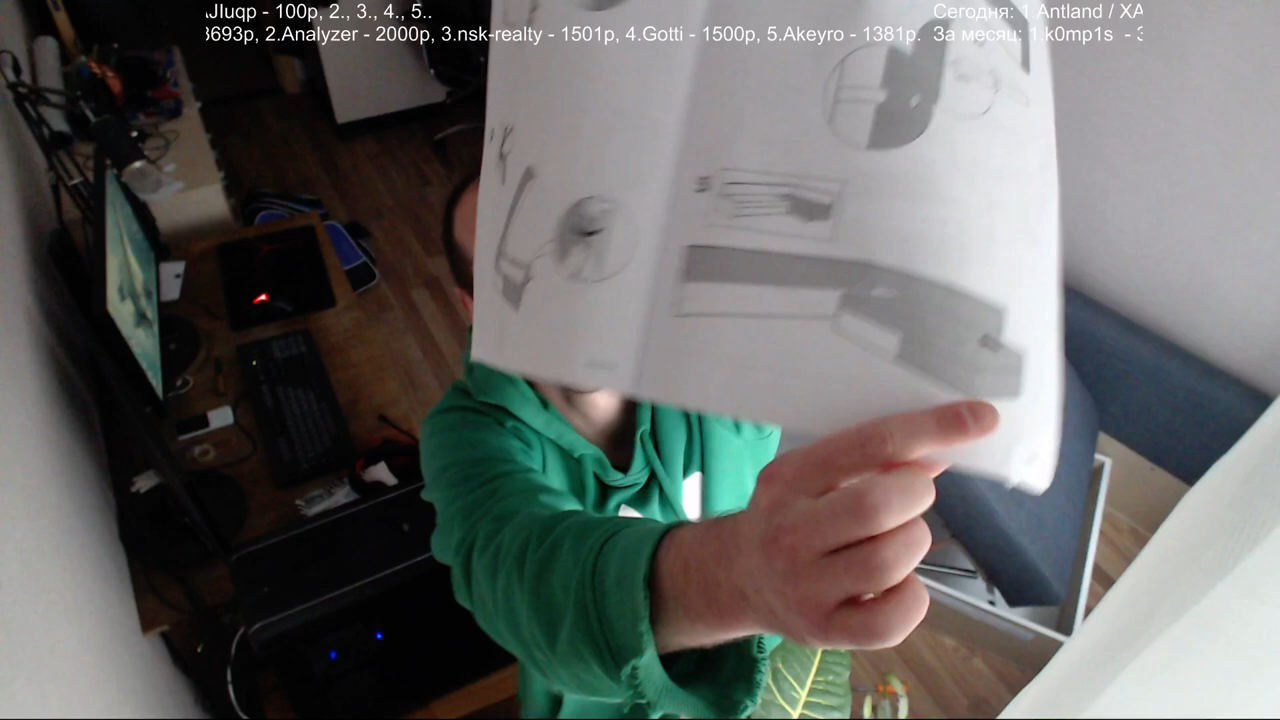 Jluqp - 100р, 2., 3., 4., 5.. Сегодня: 1.Antland / XA
3693р, 2.Analyzer - 2000р, 3.nsk-realty - 1501р, 4.Gotti - 1500р, 5.Akeyro - 1381р. За месяц: 1.k0mp1s - 3